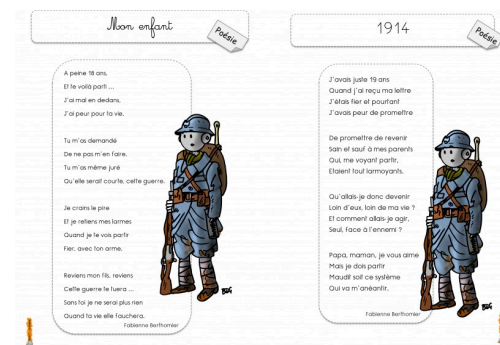 Mon enfant
Poésie
A peine 18 ans,
Et te voilà parti ...
J'ai mal en dedans,
J'ai peur pour ta vie.
Tu m'as demandé
De ne pas m'en faire,
Tu m'as même juré
Qu'elle serait courte, cette guerre.
Je crains le pire
Et je retiens mes larmes
Quand je te vois partir
Fier, avec ton arme.
Reviens mon fils, reviens
Cette guerre te tuera ...
Sans toi je ne serai plus rien
Quand ta vie elle fauchera.
Fabienne Berthomier
1914
Poésie
J'avais juste 19 ans
Quand j'ai reçu ma lettre
J'étais fier et pourtant
J'avais peur de promettre
De promettre de revenir
Sain et sauf à mes parents
Qui, me voyant partir,
Etaient tout larmoyants.
Qu'allais-je donc devenir
Loin d'eux, loin de ma vie ?
Et comment allais-je agir,
Seul, face à l'ennemi ?
Papa, maman, je vous aime
Mais je dois partir
Maudit soit ce système
Qui va m'anéantir.
Fabienne Berthomier